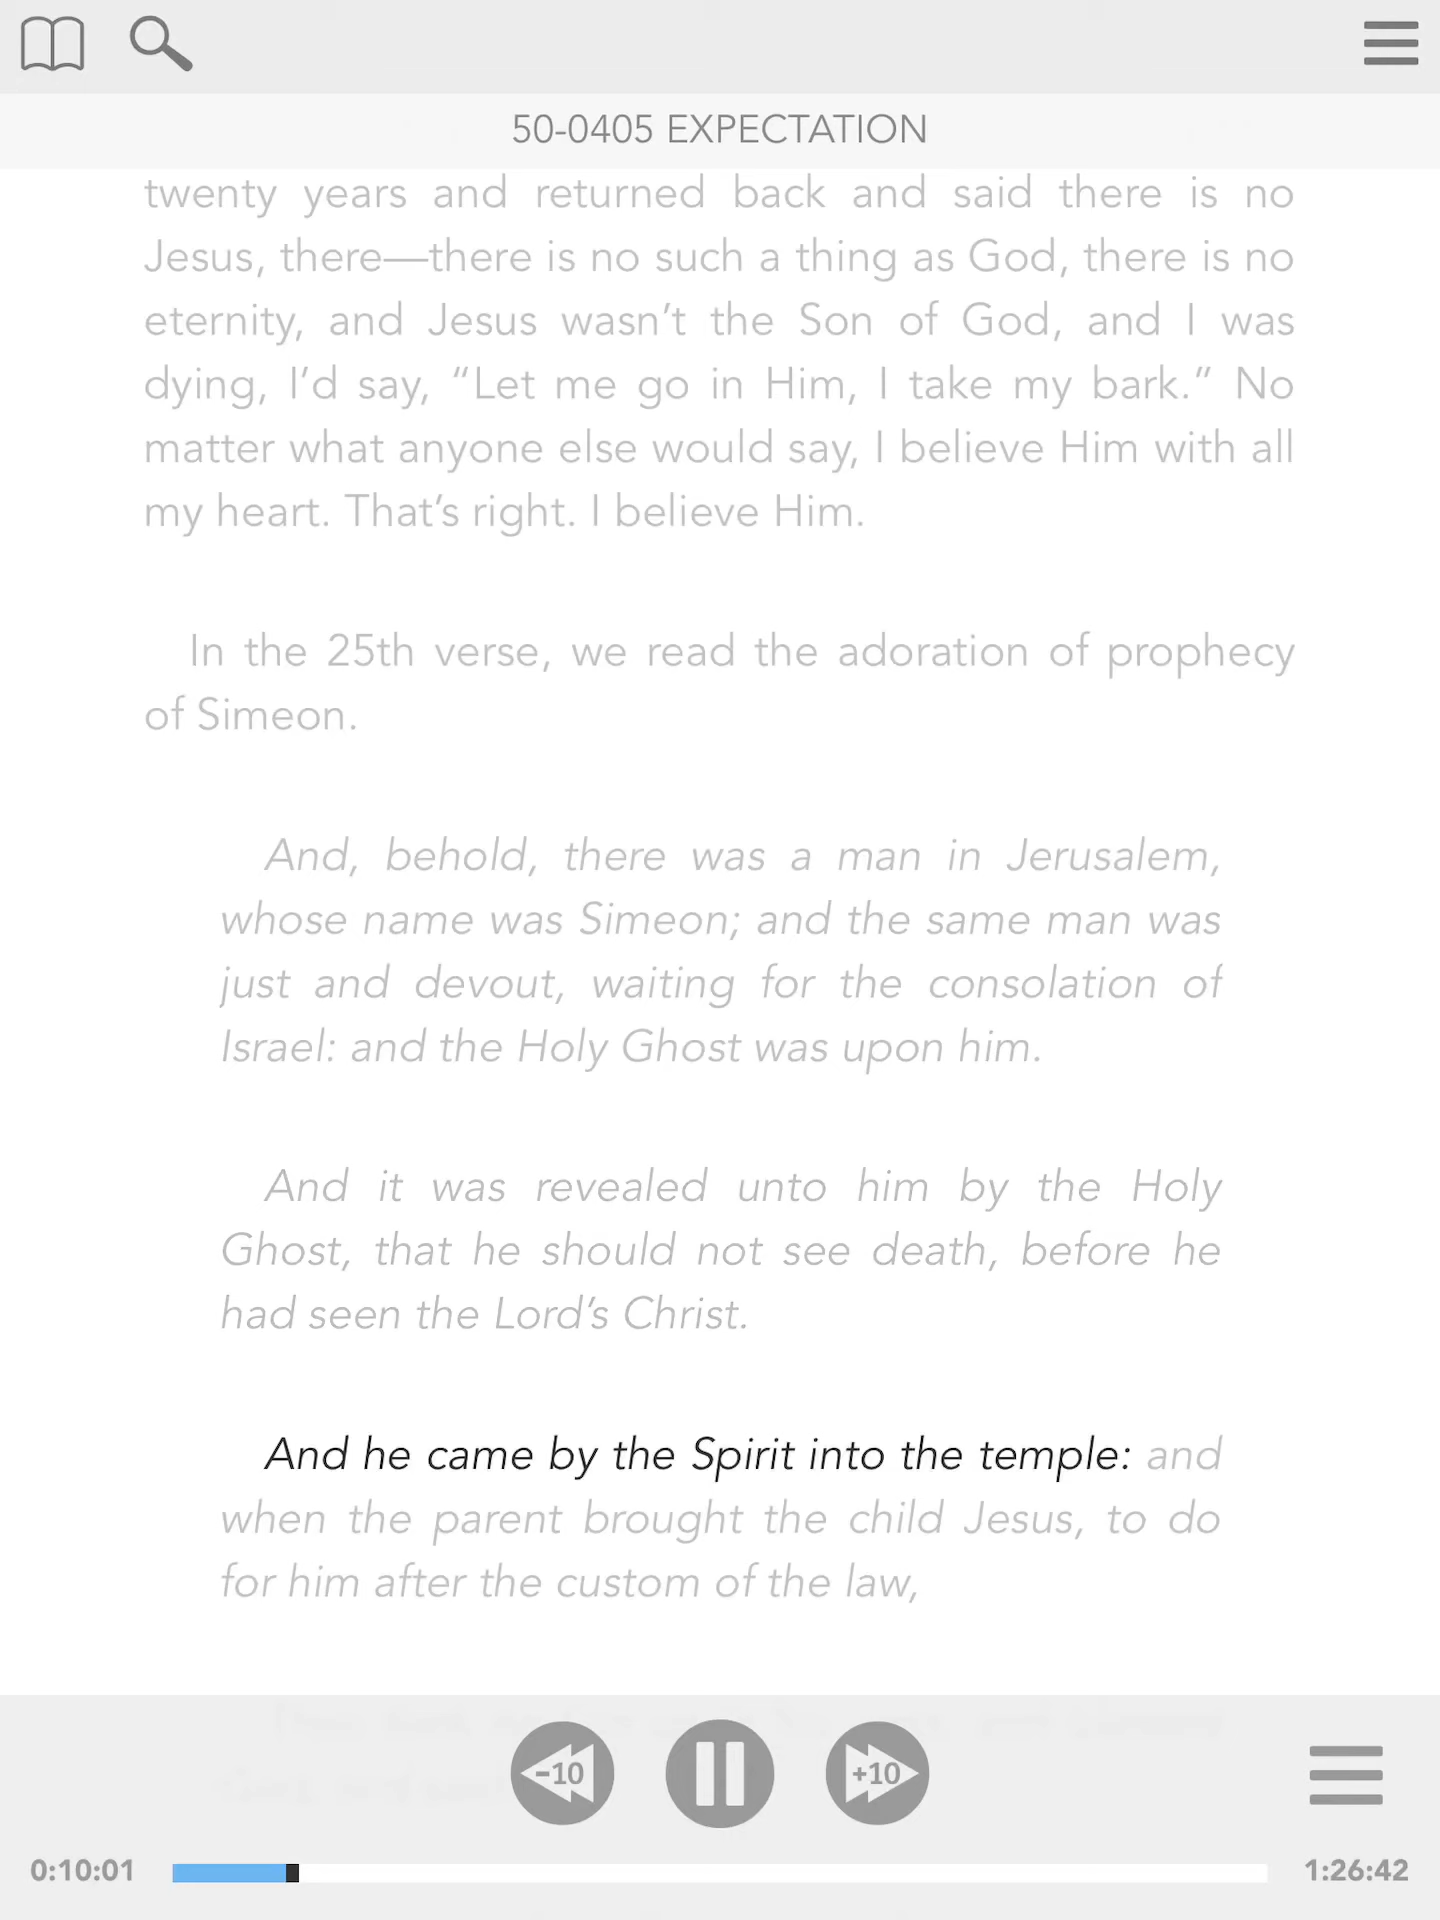 50-0405 EXPECTATION
twenty years and returned back and said there is no
Jesus, there—there is no such a thing as God, there is no
eternity, and Jesus wasn’t the Son of God, and I was
dying, I’d say, “Let me go in Him, I take my bark.” No
matter what anyone else would say, I believe Him with all
my heart. That’s right. I believe Him.
In the 25th verse, we read the adoration of prophecy
of Simeon.
And, behold, there was a man in Jerusalem,
whose name was Simeon; and the same man was
just and devout, waiting for the consolation of
Israel: and the Holy Ghost was upon him.
And it was revealed unto him by the Holy
Ghost, that he should not see death, before he
had seen the Lord’s Christ.
And he came by the Spirit into the temple: and
when the parent brought the child Jesus, to do
for him after the custom of the law,
-10 +10
0:10:01 1:26:42